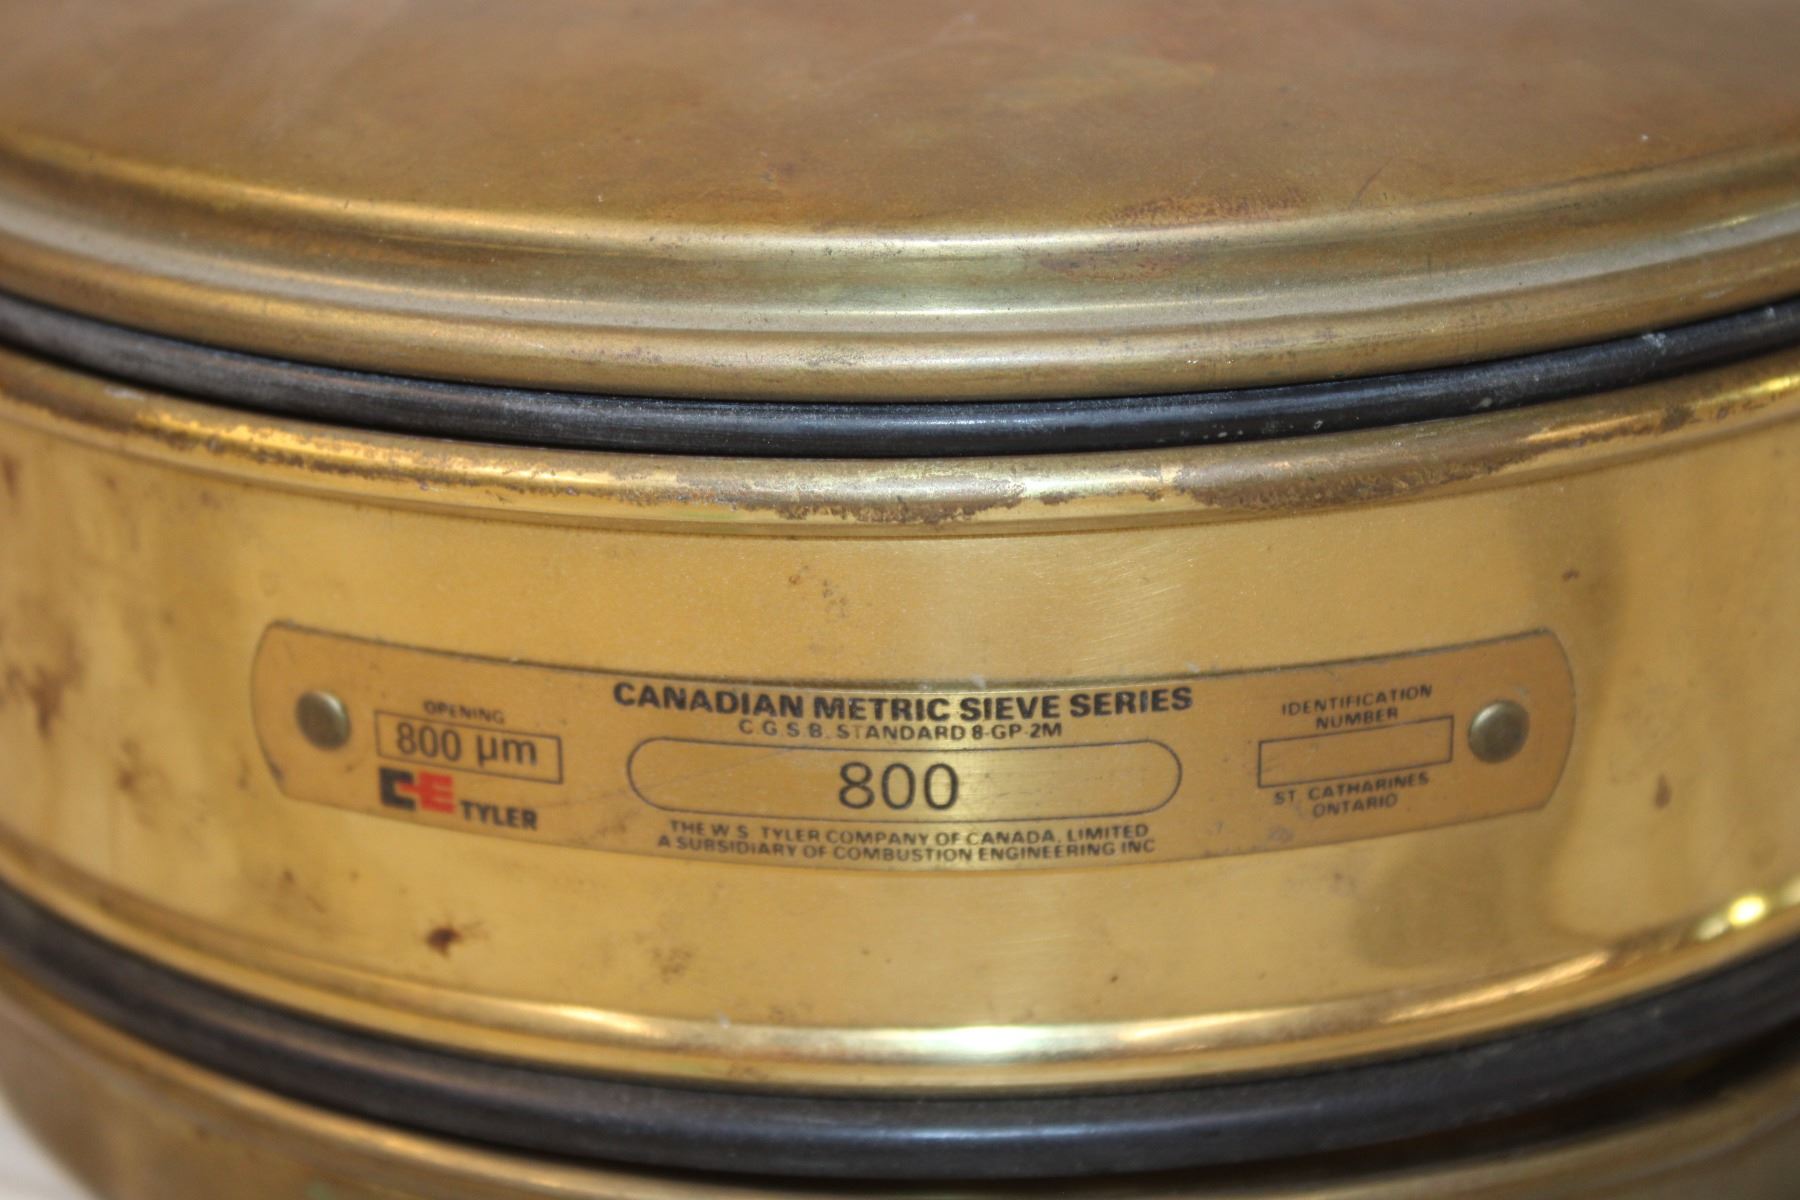 OPENING
800 µm
CE TYLER
CANADIAN METRIC SIEVE SERIES
C.G.S.B. STANDARD 8-GP-2M
800
THE W. S. TYLER COMPANY OF CANADA, LIMITED
A SUBSIDIARY OF COMBUSTION ENGINEERING INC
IDENTIFICATION
NUMBER
ST. CATHARINES
ONTARIO